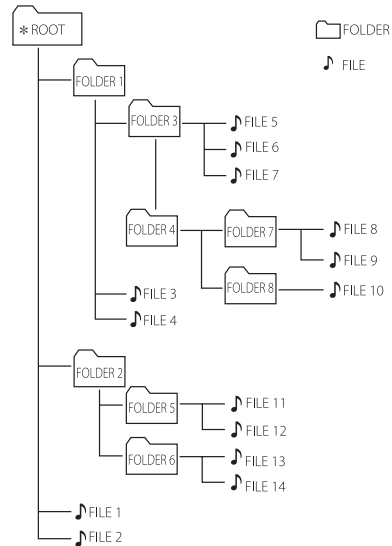 * ROOT
FOLDER
FILE
FOLDER 1
FOLDER 3
FILE 5
FILE 6
FILE 7
FOLDER 4
FOLDER 7
FILE 8
FILE 9
FOLDER 8
FILE 10
FILE 3
FILE 4
FOLDER 2
FOLDER 5
FILE 11
FILE 12
FOLDER 6
FILE 13
FILE 14
FILE 1
FILE 2